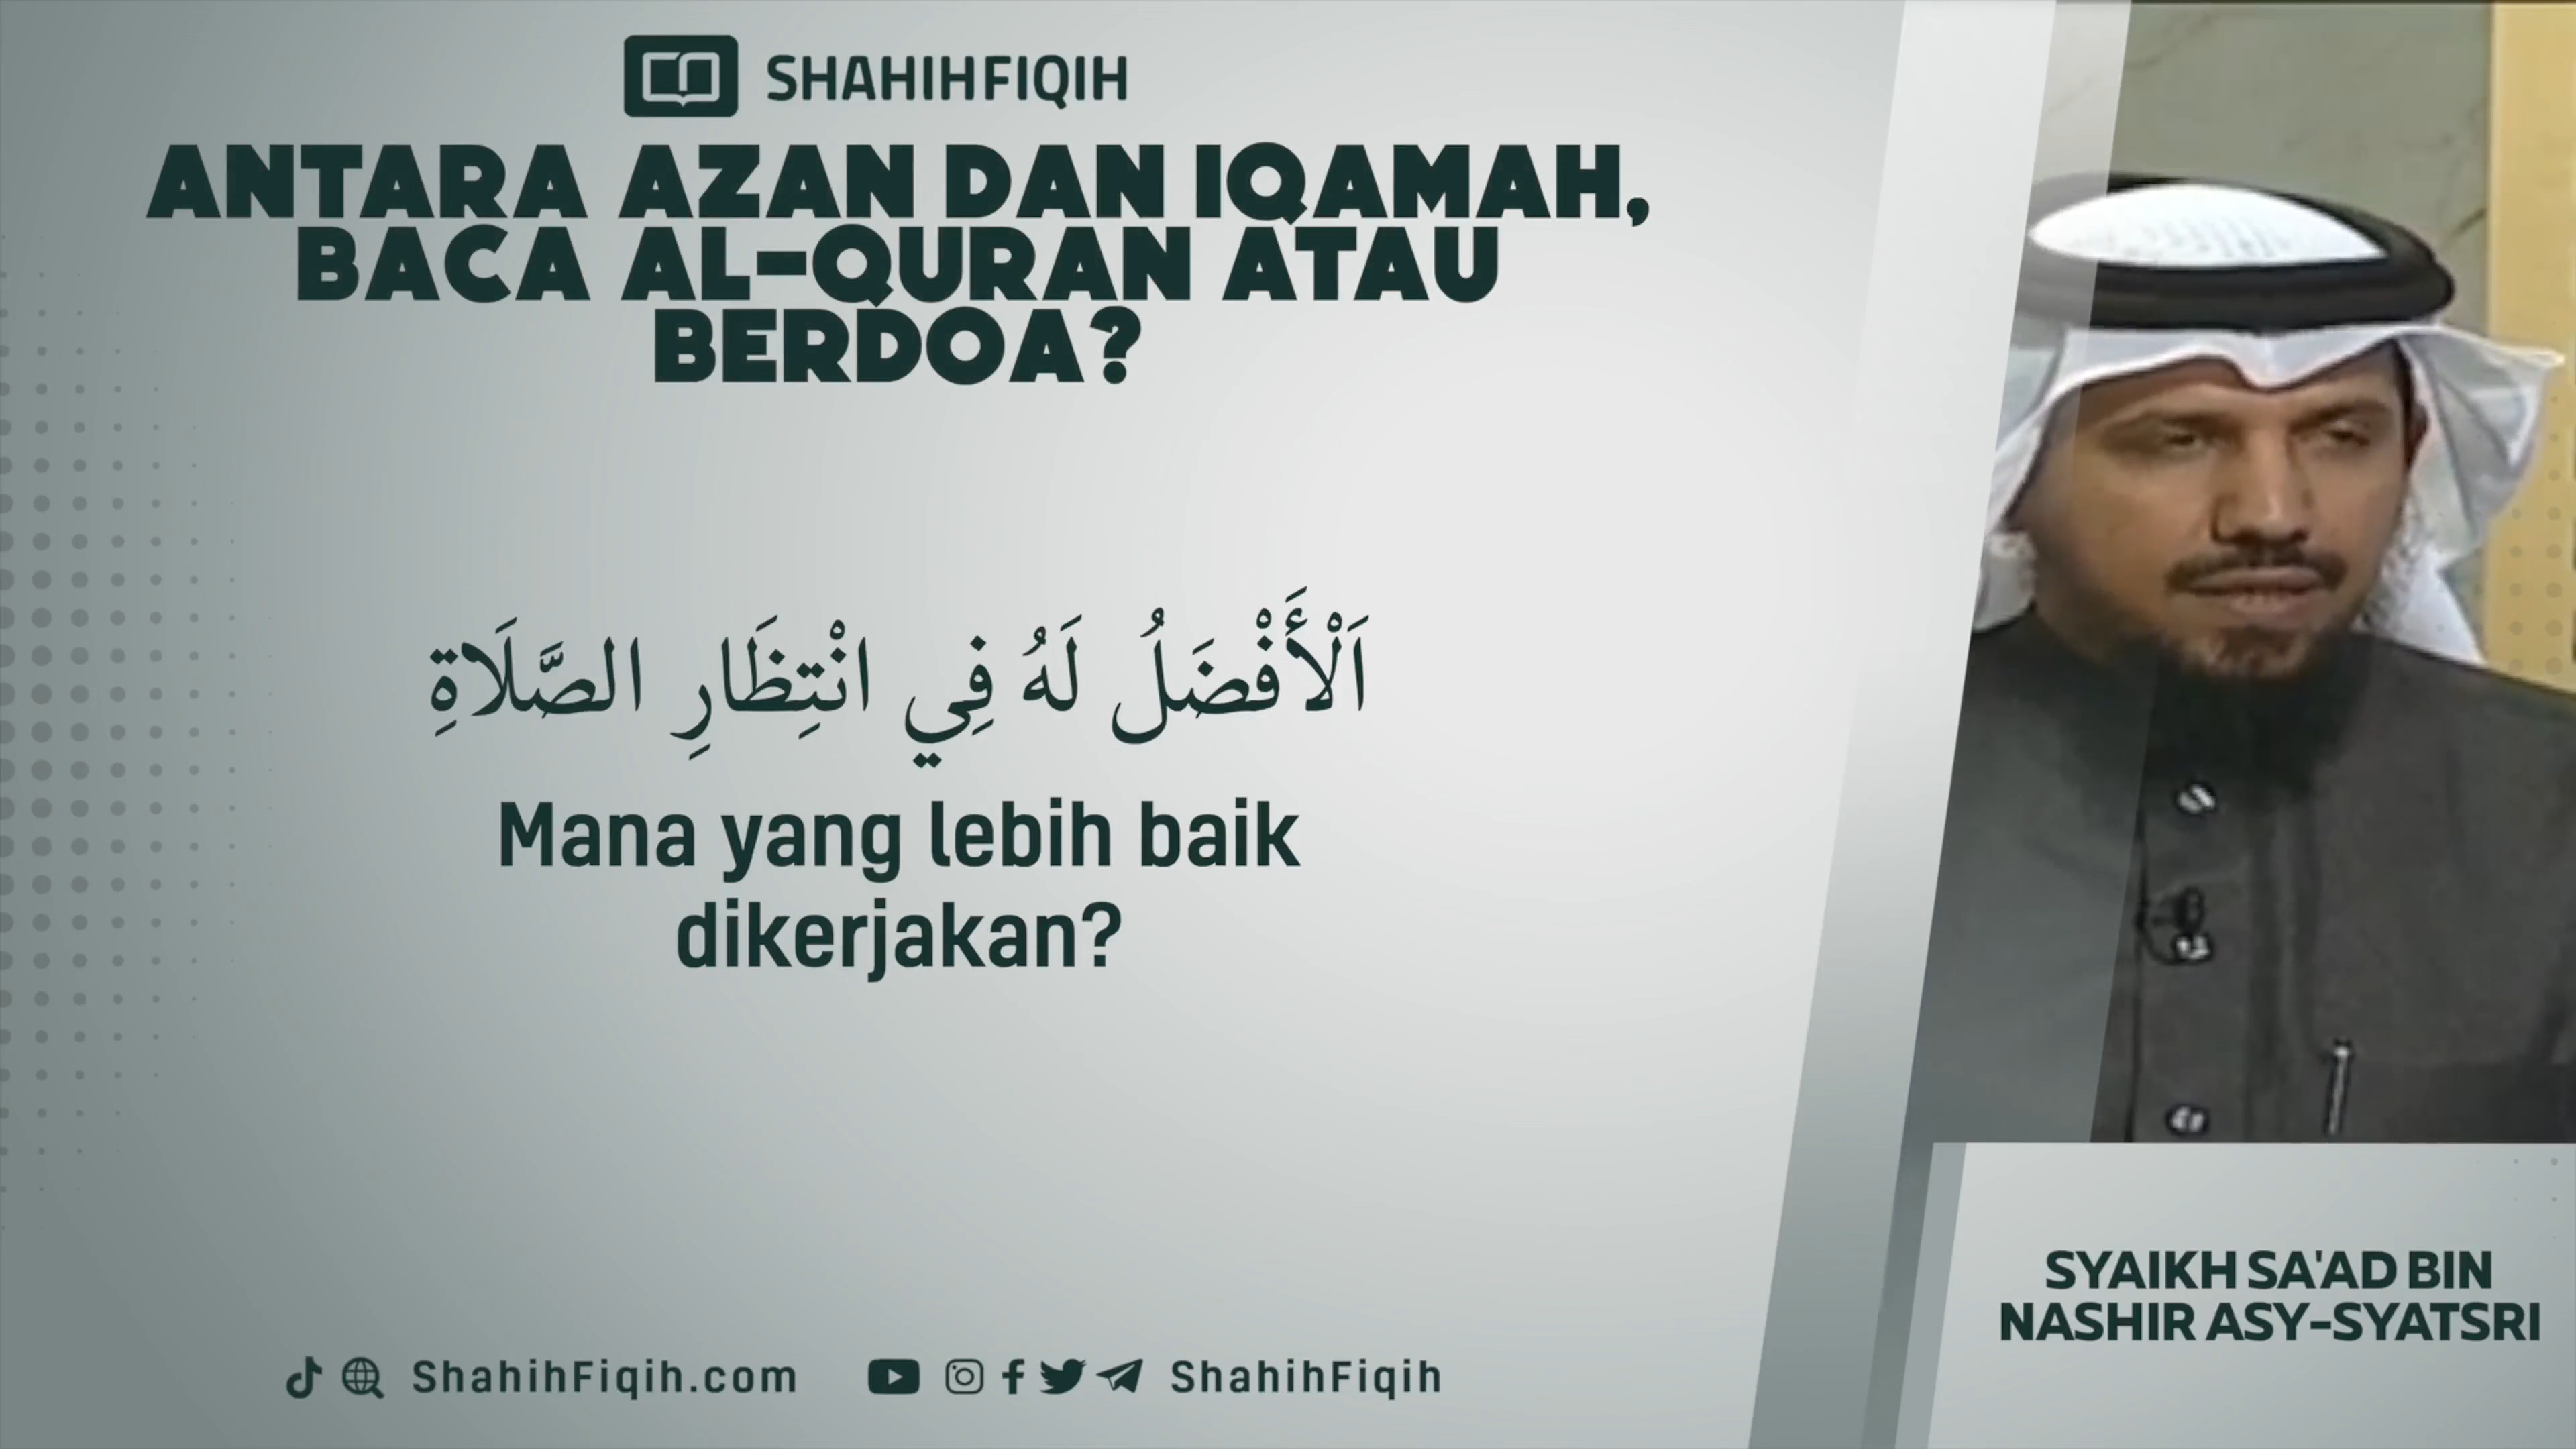 SHAHIHFIQIH
ANTARA AZAN DAN IQAMAH,
BACA AL-QURAN ATAU
BERDOA?
اَلْأَفْضَلُ لَهُ فِي انْتِظَارِ الصَّلَاةِ
Mana yang lebih baik
dikerjakan?
SYAIKH SA'AD BIN
NASHIR ASY-SYATSRI
ShahihFiqih.com
ShahihFiqih